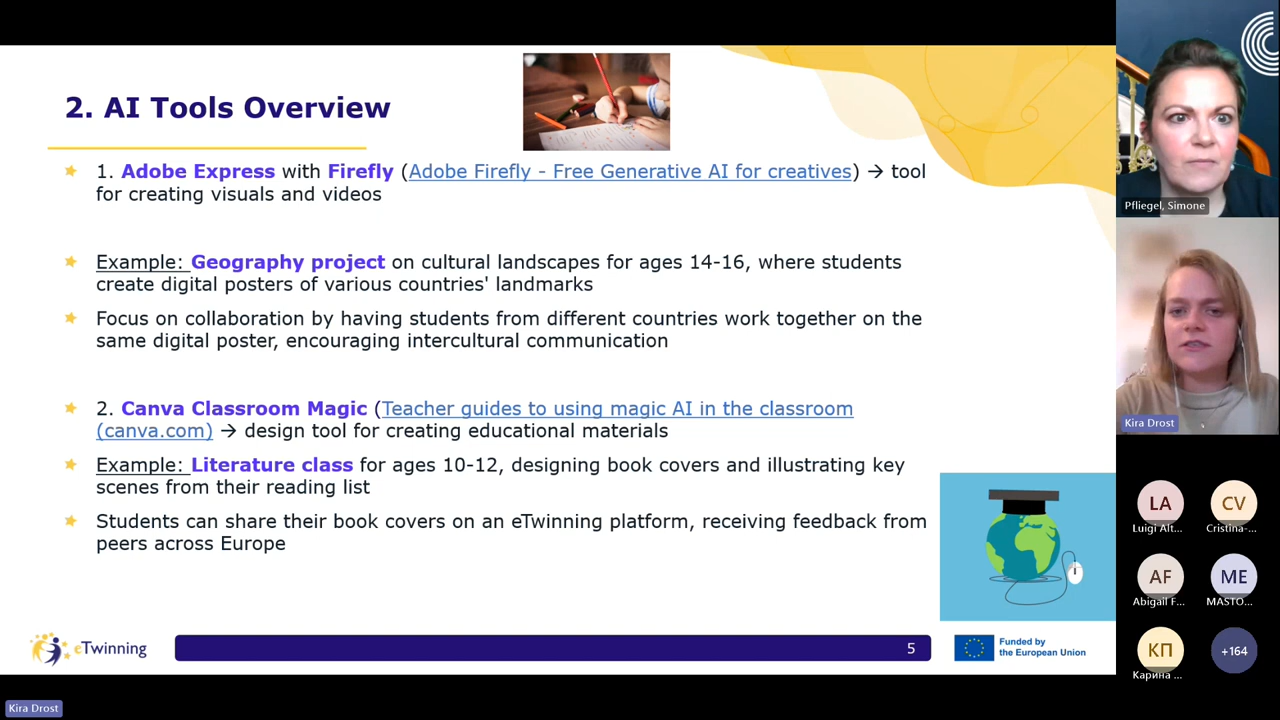 2. AI Tools Overview
1. Adobe Express with Firefly (Adobe Firefly - Free Generative AI for creatives) → tool
for creating visuals and videos
Example: Geography project on cultural landscapes for ages 14-16, where students
create digital posters of various countries' landmarks
Focus on collaboration by having students from different countries work together on the
same digital poster, encouraging intercultural communication
2. Canva Classroom Magic (Teacher guides to using magic AI in the classroom
(canva.com) → design tool for creating educational materials
Example: Literature class for ages 10-12, designing book covers and illustrating key
scenes from their reading list
Students can share their book covers on an eTwinning platform, receiving feedback from
peers across Europe
eTwinning
5
Funded by
the European Union
Kira Drost
Pfliegel, Simone
Kira Drost
LA
Luigi Alt...
CV
Cristina-...
AF
Abigail F...
ME
MASTO...
КП
Карина ...
+164